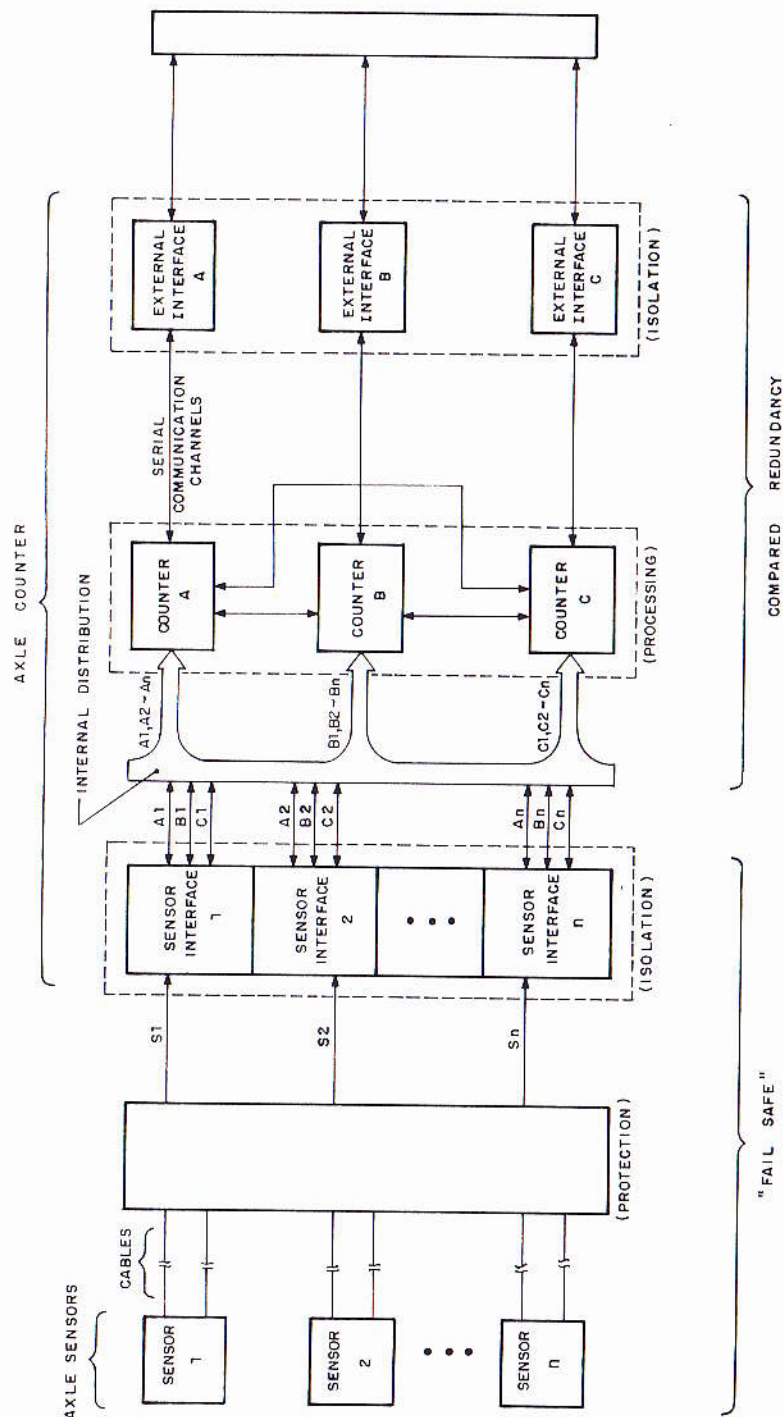 AXLE SENSORS
CABLES
SENSOR
1
SENSOR
2
SENSOR
n
(PROTECTION)
"FAIL SAFE"
S1
S2
Sn
AXLE COUNTER
INTERNAL DISTRIBUTION
SENSOR
INTERFACE
1
SENSOR
INTERFACE
2
SENSOR
INTERFACE
n
(ISOLATION)
A1
B1
C1
A2
B2
C2
An
Bn
Cn
A1,A2-An
B1,B2-Bn
C1,C2-Cn
COUNTER
A
COUNTER
B
COUNTER
C
(PROCESSING)
SERIAL
COMMUNICATION
CHANNELS
EXTERNAL
INTERFACE
A
EXTERNAL
INTERFACE
B
EXTERNAL
INTERFACE
C
(ISOLATION)
COMPARED REDUNDANCY